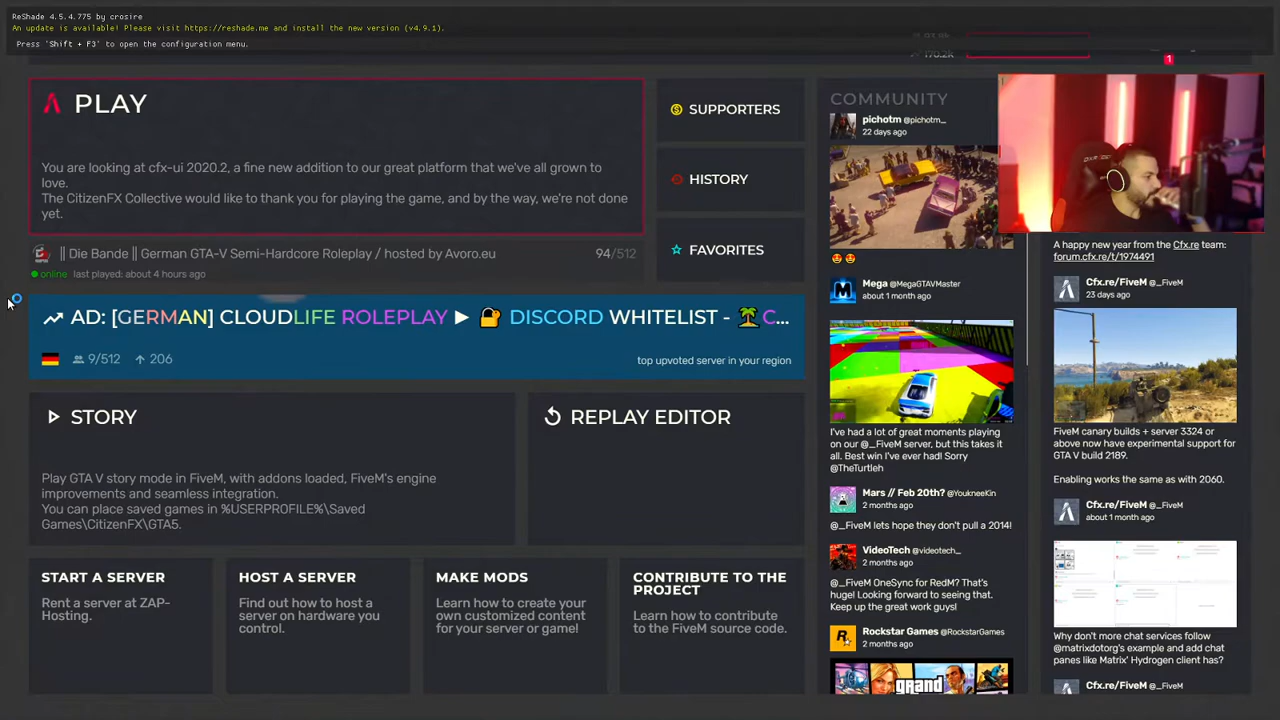 ReShade 4.5.4.775 by crosire
An update is available! Please visit https://reshade.me and install the new version (v4.9.1).
Press 'Shift + F3' to open the configuration menu.
170.2k
1
PLAY
You are looking at cfx-ui 2020.2, a fine new addition to our great platform that we've all grown to
love.
The CitizenFX Collective would like to thank you for playing the game, and by the way, we're not done
yet.
|| Die Bande || German GTA-V Semi-Hardcore Roleplay / hosted by Avoro.eu
94/512
online last played: about 4 hours ago
SUPPORTERS
HISTORY
FAVORITES
AD: [GERMAN] CLOUDLIFE ROLEPLAY ► 🔐 DISCORD WHITELIST - 🌴C...
9/512 206
top upvoted server in your region
STORY
Play GTA V story mode in FiveM, with addons loaded, FiveM's engine
improvements and seamless integration.
You can place saved games in %USERPROFILE%\Saved
Games\CitizenFX\GTA5.
REPLAY EDITOR
START A SERVER
Rent a server at ZAP-
Hosting.
HOST A SERVER
Find out how to host a
server on hardware you
control.
MAKE MODS
Learn how to create your
own customized content
for your server or game!
CONTRIBUTE TO THE
PROJECT
Learn how to contribute
to the FiveM source code.
COMMUNITY
pichotm @pichotm_
22 days ago
🤩🤩
Mega @MegaGTAVMaster
about 1 month ago
I've had a lot of great moments playing
on our @_FiveM server, but this takes it
all. Best win I've ever had! Sorry
@TheTurtleh
Mars // Feb 20th? @YoukneeKin
2 months ago
@_FiveM lets hope they don't pull a 2014!
VideoTech @videotech_
2 months ago
@_FiveM OneSync for RedM? That's
huge! Looking forward to seeing that.
Keep up the great work guys!
Rockstar Games @RockstarGames
2 months ago
grand
A happy new year from the Cfx.re team:
forum.cfx.re/t/1974491
Cfx.re/FiveM @_FiveM
23 days ago
FiveM canary builds + server 3324 or
above now have experimental support for
GTA V build 2189.
Enabling works the same as with 2060.
Cfx.re/FiveM @_FiveM
about 1 month ago
Why don't more chat services follow
@matrixdotorg's example and add chat
panes like Matrix' Hydrogen client has?
Cfx.re/FiveM @_FiveM